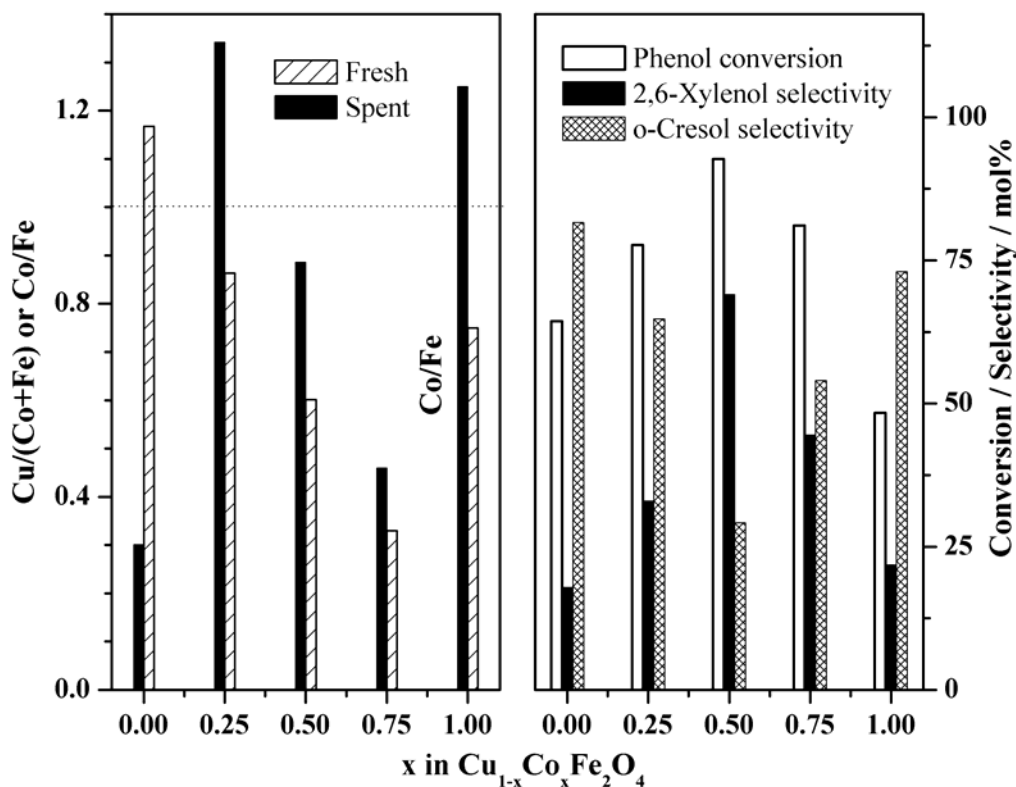 Cu/(Co+Fe) or Co/Fe
1.2
0.8
0.4
0.0
Fresh
Spent
Co/Fe
0.00 0.25 0.50 0.75 1.00
Phenol conversion
2,6-Xylenol selectivity
o-Cresol selectivity
100
75
50
25
0
Conversion / Selectivity / mol%
0.00 0.25 0.50 0.75 1.00
x in Cu₁₋ₓCoₓFe₂O₄